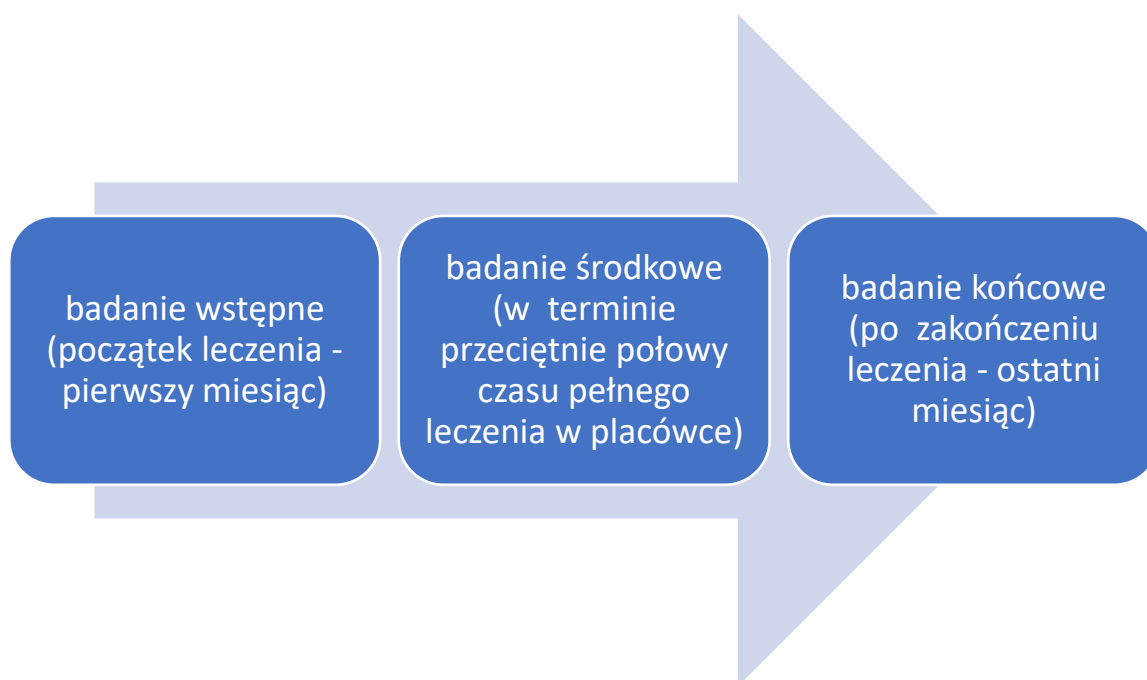 badanie wstępne
(początek leczenia -
pierwszy miesiąc)
badanie środkowe
(w terminie
przeciętnie połowy
czasu pełnego
leczenia w placówce)
badanie końcowe
(po zakończeniu
leczenia - ostatni
miesiąc)